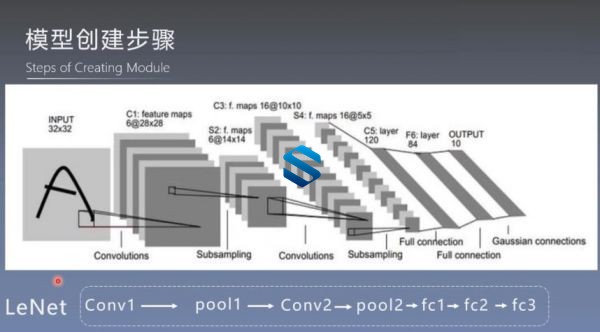 模型创建步骤
Steps of Creating Module
INPUT
32x32
C1: feature maps
6@28x28
C3: f. maps 16@10x10
S2: f. maps
6@14x14
S4: f. maps 16@5x5
C5: layer
120
F6: layer
84
OUTPUT
10
Convolutions
Subsampling
Convolutions
Subsampling
Full connection
Full connection
Gaussian connections
LeNet
Conv1 → pool1 → Conv2 → pool2 → fc1 → fc2 → fc3